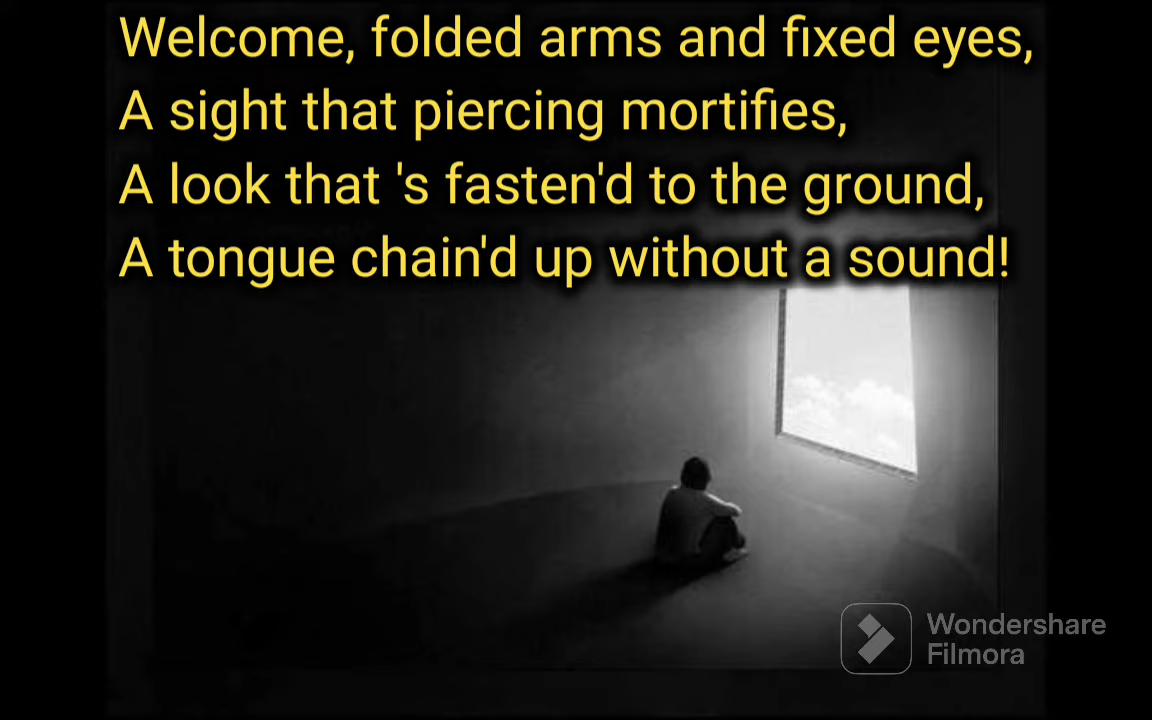 Welcome, folded arms and fixed eyes,
A sight that piercing mortifies,
A look that 's fasten'd to the ground,
A tongue chain'd up without a sound!
Wondershare
Filmora